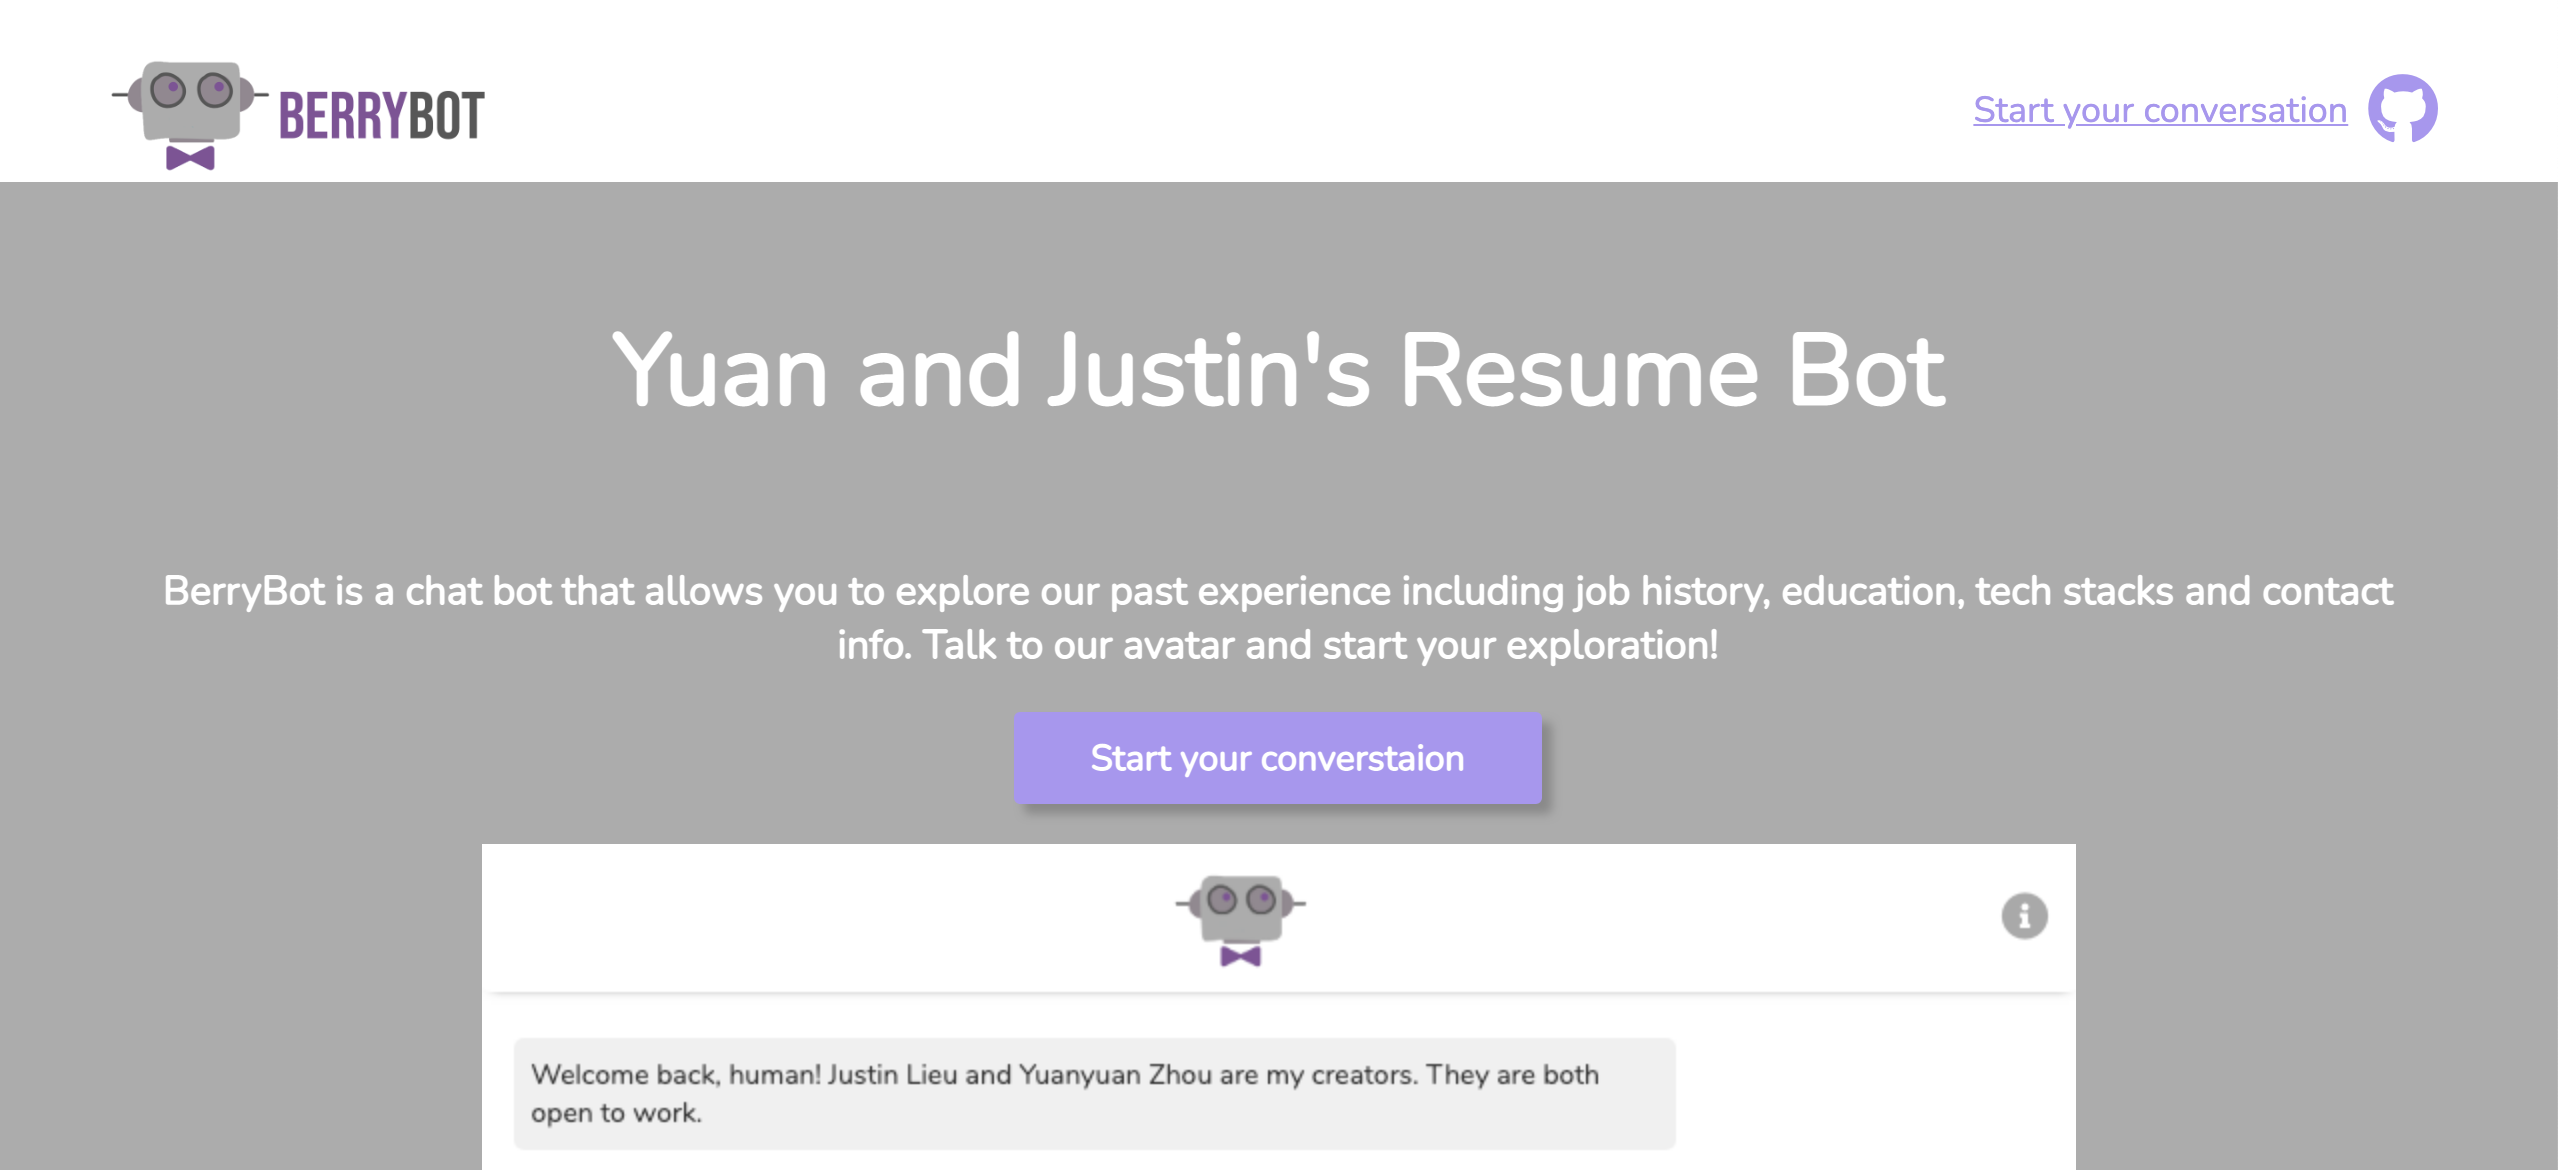 BERRYBOT
Start your conversation
Yuan and Justin's Resume Bot
BerryBot is a chat bot that allows you to explore our past experience including job history, education, tech stacks and contact
info. Talk to our avatar and start your exploration!
Start your converstaion
Welcome back, human! Justin Lieu and Yuanyuan Zhou are my creators. They are both
open to work.